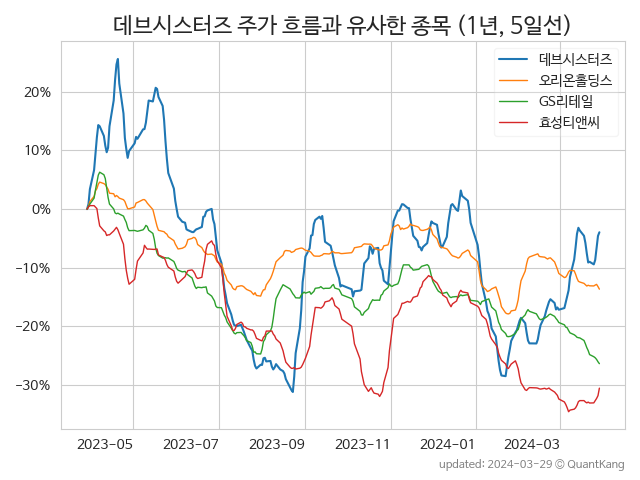 데브시스터즈 주가 흐름과 유사한 종목 (1년, 5일선)
데브시스터즈
오리온홀딩스
GS리테일
효성티앤씨
20%
10%
0%
−10%
−20%
−30%
2023-05 2023-07 2023-09 2023-11 2024-01 2024-03
updated: 2024-03-29 © QuantKang